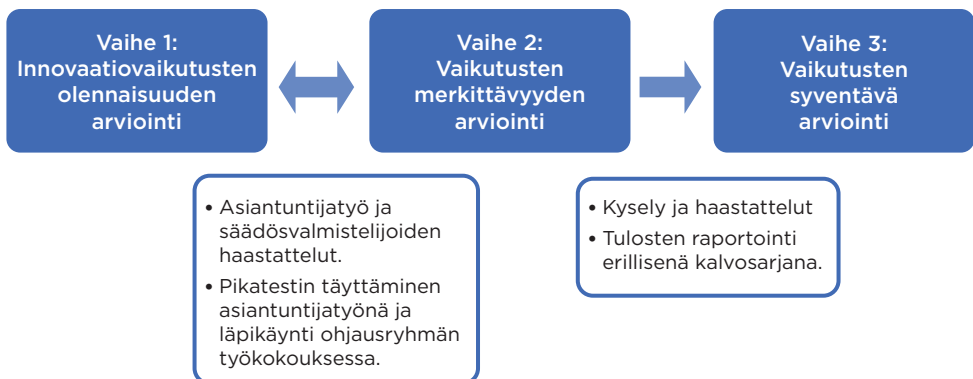 Vaihe 1:
Innovaatiovaikutusten
olennaisuuden
arviointi
Vaihe 2:
Vaikutusten
merkittävyyden
arviointi
Vaihe 3:
Vaikutusten
syventävä
arviointi
• Asiantuntijatyö ja
säädösvalmistelijoiden
haastattelut.
• Pikatestin täyttäminen
asiantuntijatyönä ja
läpikäynti ohjausryhmän
työkokouksessa.
• Kysely ja haastattelut
• Tulosten raportointi
erillisenä kalvosarjana.